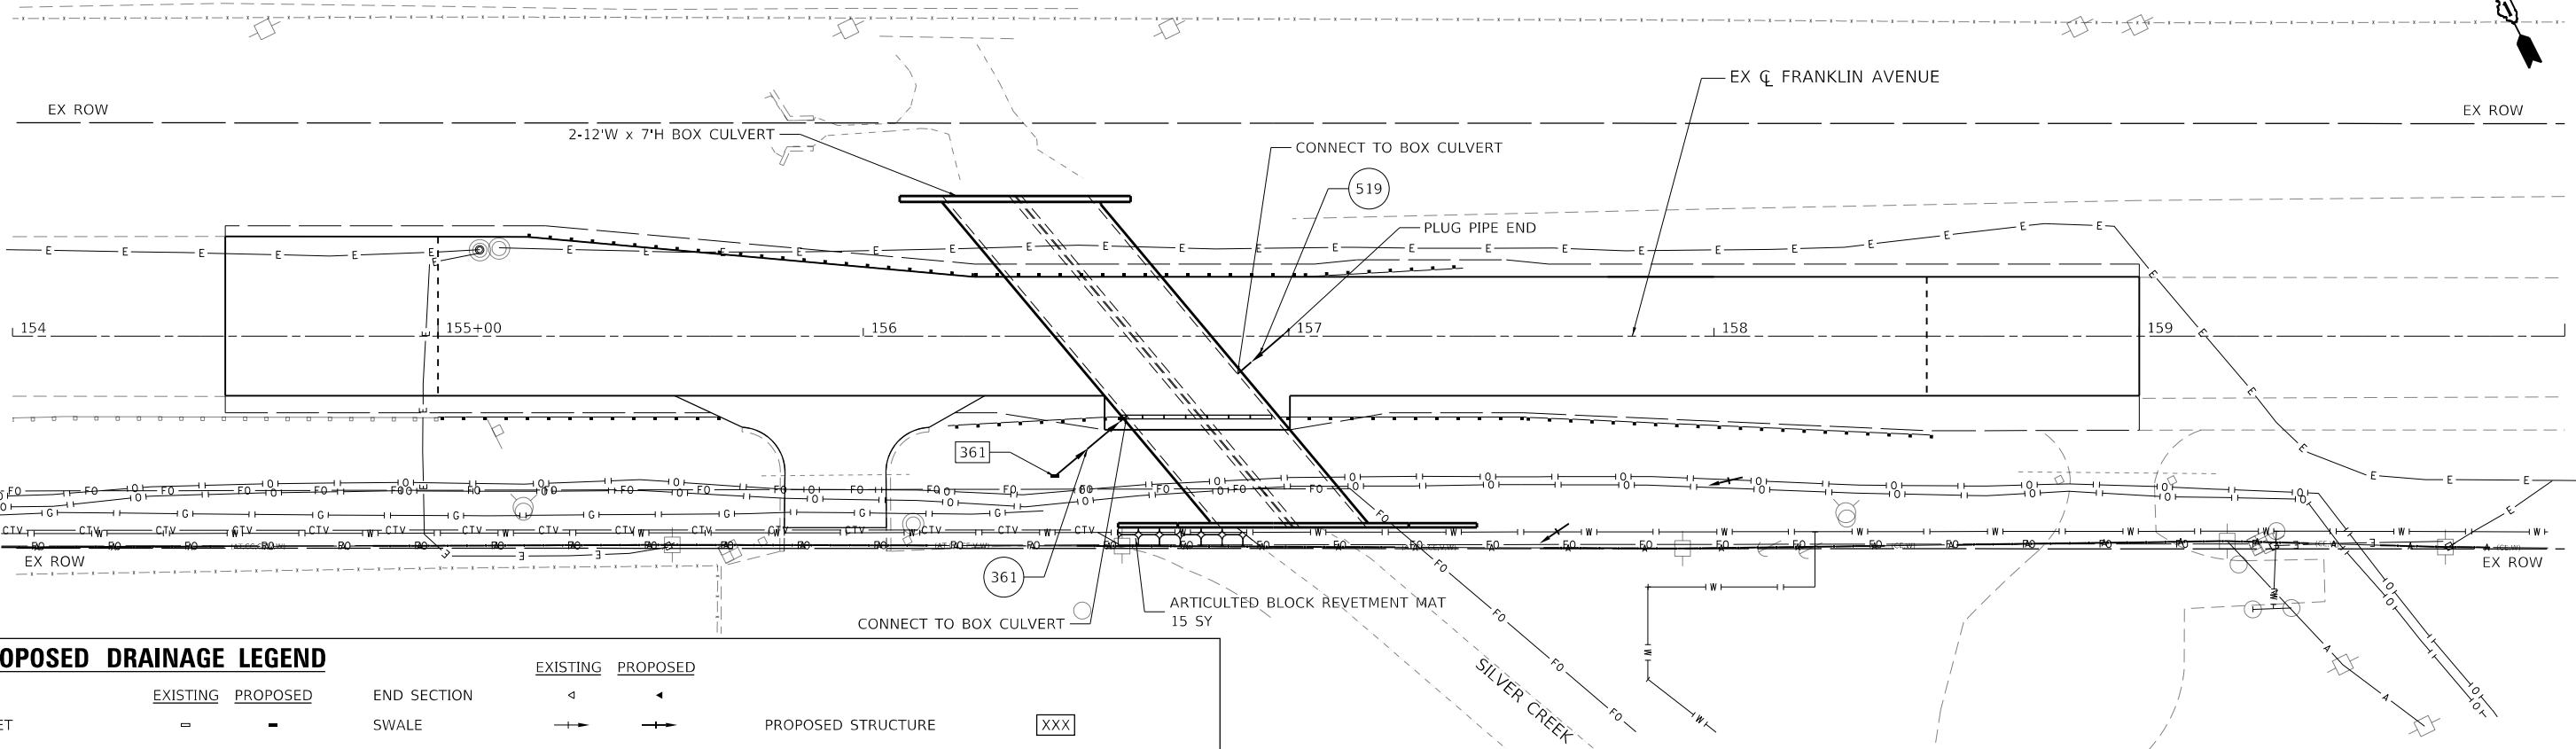 EX ROW
EX ROW
EX ℄ FRANKLIN AVENUE
2-12'W x 7'H BOX CULVERT
CONNECT TO BOX CULVERT
519
PLUG PIPE END
154
155+00
156
157
158
159
361
361
EX ROW
EX ROW
CONNECT TO BOX CULVERT
ARTICULTED BLOCK REVETMENT MAT
15 SY
SILVER CREEK
OPOSED DRAINAGE LEGEND
EXISTING PROPOSED
EXISTING PROPOSED
END SECTION
ET
SWALE
PROPOSED STRUCTURE
XXX